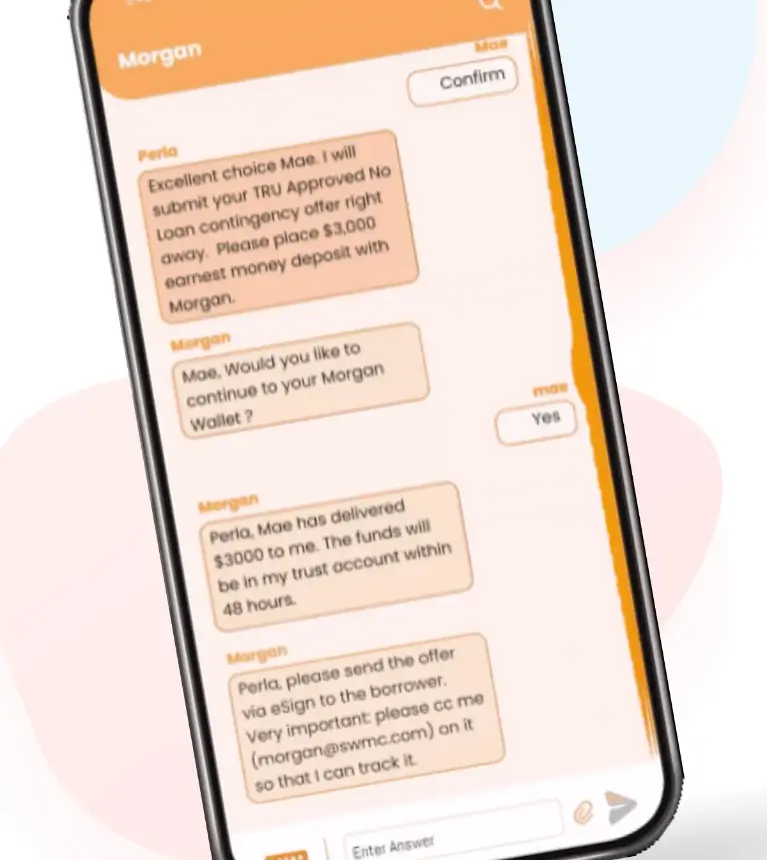 Morgan
Mae
Confirm
Perla
Excellent choice Mae. I will
submit your TRU Approved No
Loan contingency offer right
away. Please place $3,000
earnest money deposit with
Morgan.
Morgan
Mae, Would you like to
continue to your Morgan
Wallet ?
mae
Yes
Morgan
Perla, Mae has delivered
$3000 to me. The funds will
be in my trust account within
48 hours.
Morgan
Perla, please send the offer
via eSign to the borrower.
Very important: please cc me
(morgan@swmc.com) on it
so that I can track it.
Enter Answer